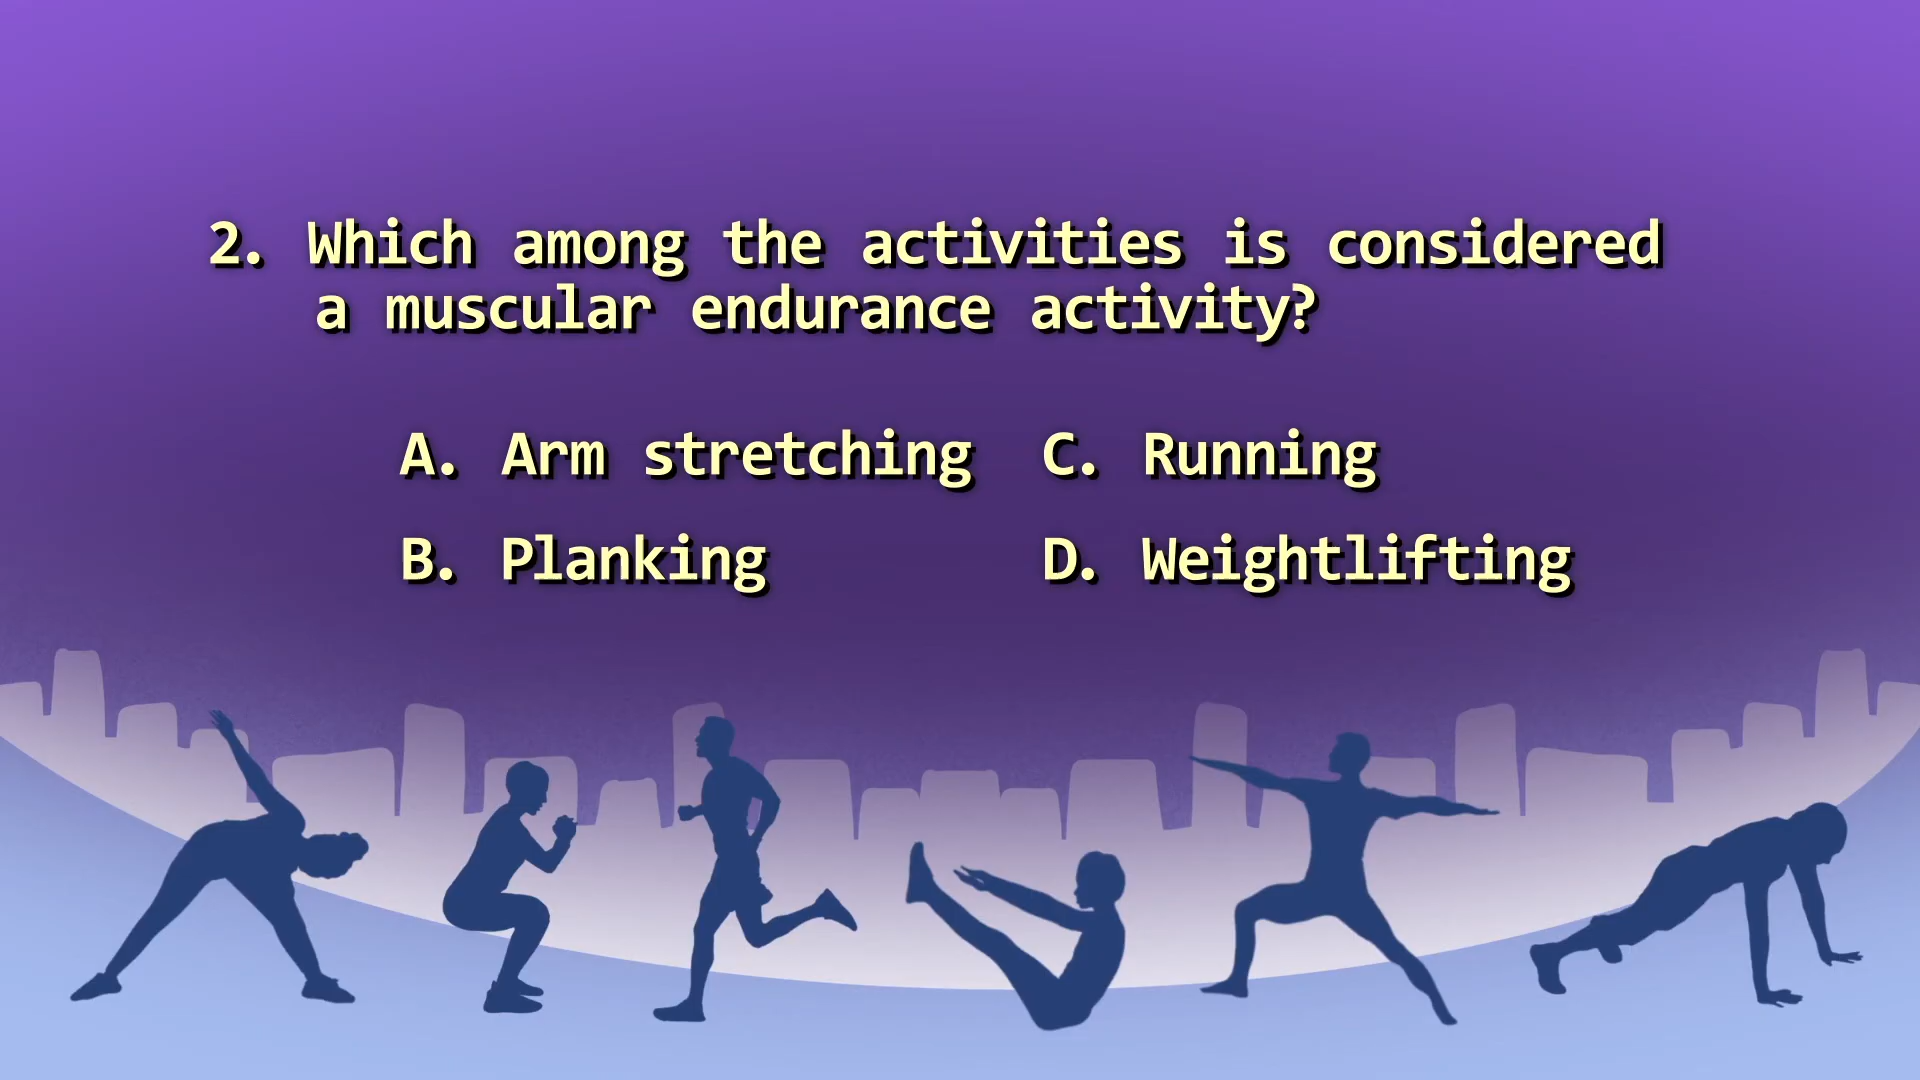 2. Which among the activities is considered
a muscular endurance activity?
A. Arm stretching
B. Planking
C. Running
D. Weightlifting